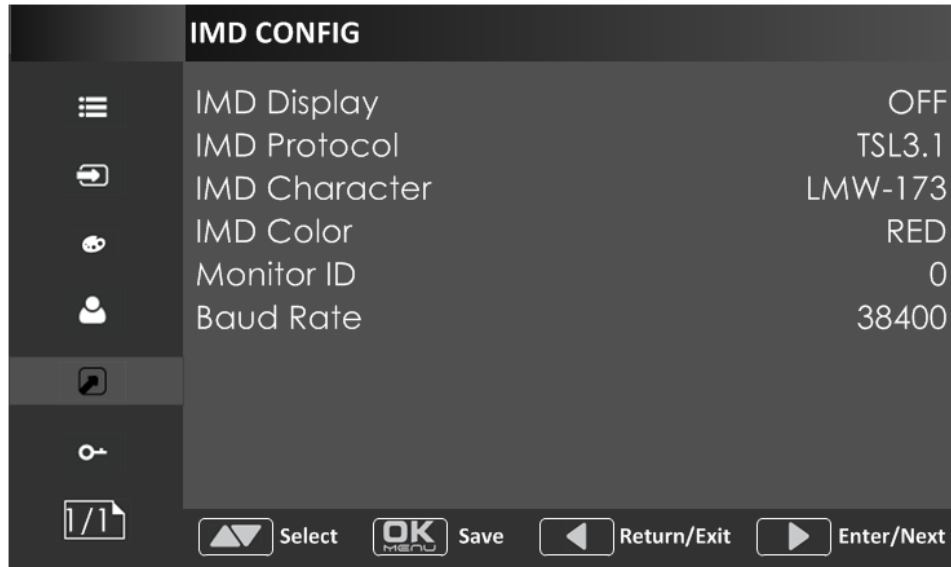 IMD CONFIG
IMD Display OFF
IMD Protocol TSL3.1
IMD Character LMW-173
IMD Color RED
Monitor ID 0
Baud Rate 38400
1/1 Select OK MENU Save Return/Exit Enter/Next